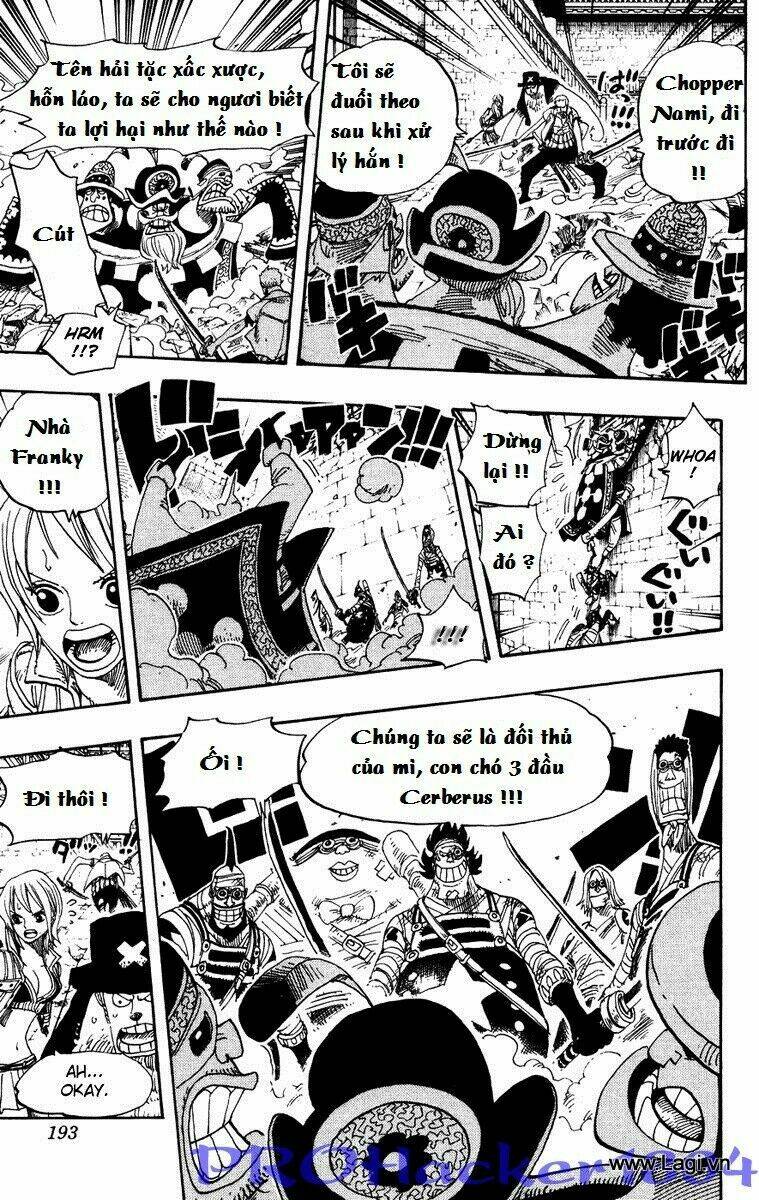 Chopper
Nami, đi
trước đi
!!
Tôi sẽ
đuổi theo
sau khi xử
lý hắn !
Tên hải tặc xấc xược,
hỗn láo, ta sẽ cho ngươi biết
ta lợi hại như thế nào !
Cút
HRM
!!?
WHOA
!
Dừng
lại !!
Ai
đó ?
!!!
Nhà
Franky
!!!
Chúng ta sẽ là đối thủ
của mi, con chó 3 đầu
Cerberus !!!
Ối !
Đi thôi !
AH...
OKAY.
193
PROHacker1664
www.Lagi.vn